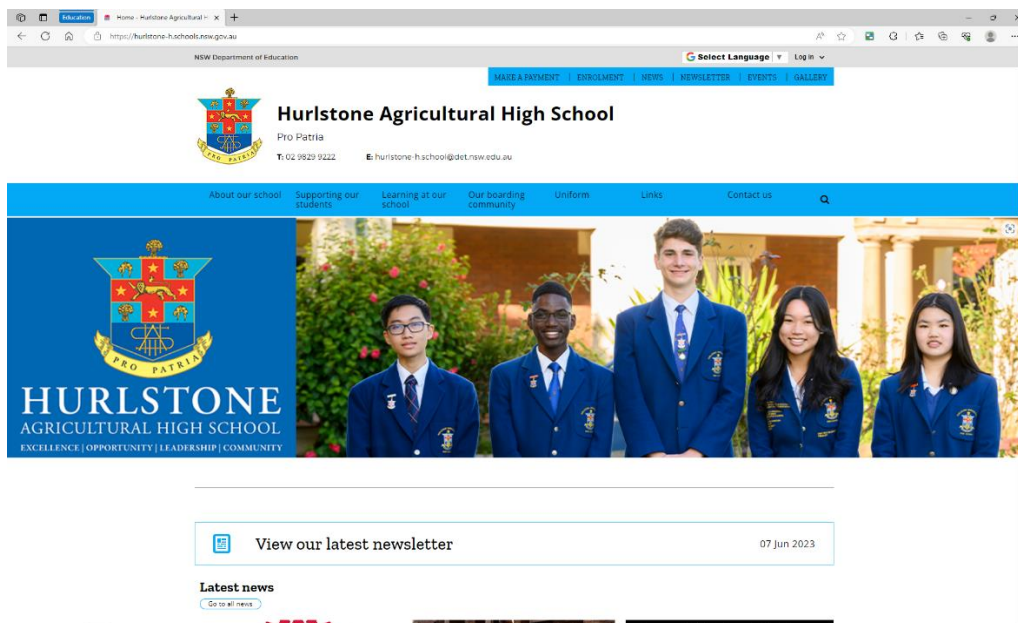 Education
Home - Hurlstone Agricultural H
https://hurlstone-h.schools.nsw.gov.au
NSW Department of Education
Select Language ▼
Log in
MAKE A PAYMENT | ENROLMENT | NEWS | NEWSLETTER | EVENTS | GALLERY
Hurlstone Agricultural High School
Pro Patria
T: 02 9829 9222 E: hurlstone-h.school@det.nsw.edu.au
PRO PATRIA
About our school
Supporting our
students
Learning at our
school
Our boarding
community
Uniform
Links
Contact us
PRO PATRIA
HURLSTONE
AGRICULTURAL HIGH SCHOOL
EXCELLENCE | OPPORTUNITY | LEADERSHIP | COMMUNITY
View our latest newsletter
07 Jun 2023
Latest news
Go to all news